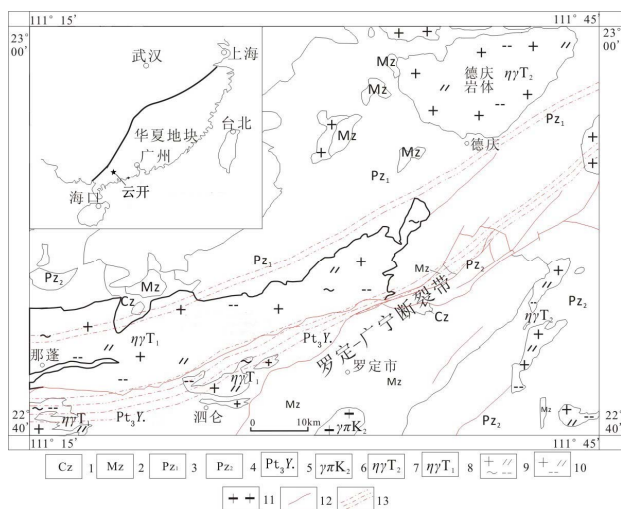 111° 15′
111° 45′
23°
00′
23°
00′
武汉
上海
华夏地块
台北
广州
海口
云开
Mz
Mz
Mz
Mz
德庆
岩体
ηγT₂
德庆
Pz₁
Pz₁
Pz₁
Pz₂
Mz
Cz
Mz
Pz₂
Cz
Pz₂
ηγT₂
ηγT₁
Pt₃Y.
罗定-广宁断裂带
那蓬
ηγT₁
罗定市
Mz
ηγT₁
Pt₃Y.
泗仑
Mz
0 10km
γπK₂
Pz₂
Mz
22°
40′
22°
40′
111° 15′
111° 45′
Cz 1 Mz 2 Pz₁ 3 Pz₂ 4 Pt₃Y. 5 γπK₂ 6 ηγT₂ 7 ηγT₁ 8 9 10
11 12 13